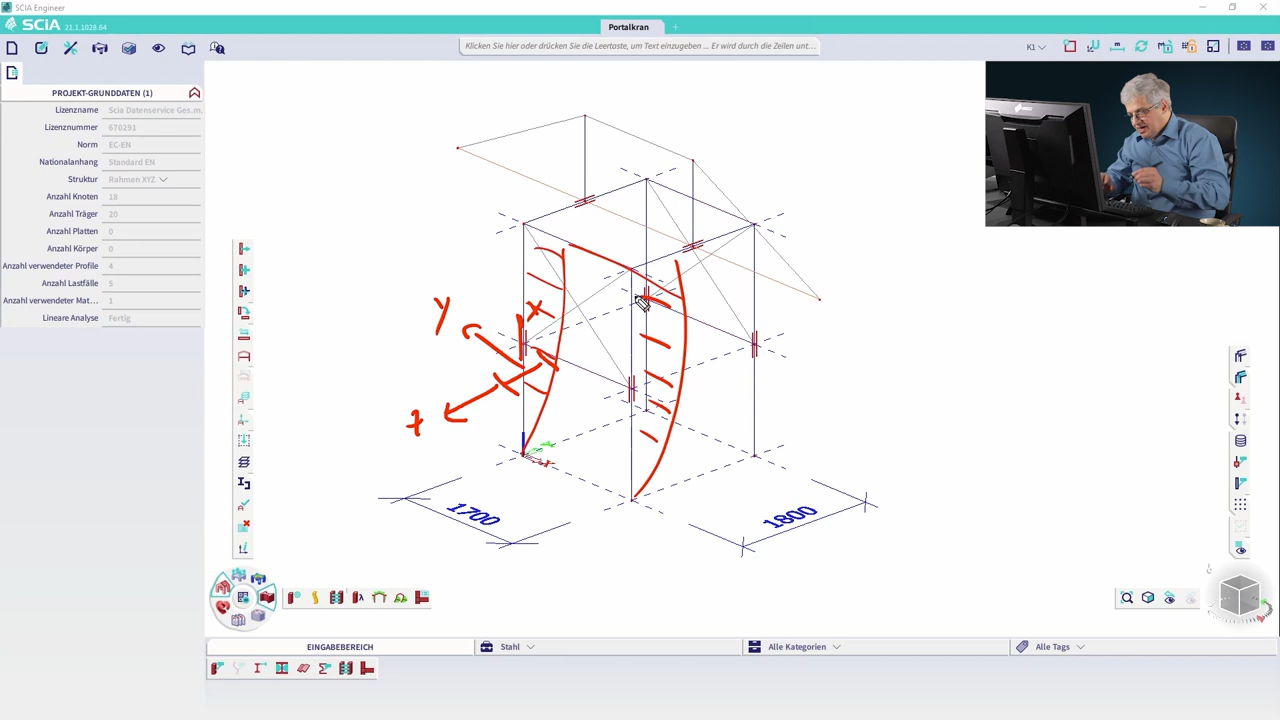 SCIA Engineer
SCIA 21.1.1028.64
Portalkran
Klicken Sie hier oder drücken Sie die Leertaste, um Text einzugeben ... Er wird durch die Zeilen unt...
K1
PROJEKT-GRUNDDATEN (1)
Lizenzname Scia Datenservice Ges.m.
Lizenznummer 670291
Norm EC-EN
Nationalanhang Standard EN
Struktur Rahmen XYZ
Anzahl Knoten 18
Anzahl Träger 20
Anzahl Platten 0
Anzahl Körper 0
Anzahl verwendeter Profile 4
Anzahl Lastfälle 5
Anzahl verwendeter Mat... 1
Lineare Analyse Fertig
y
x
z
1700
1800
EINGABEBEREICH
Stahl
Alle Kategorien
Alle Tags